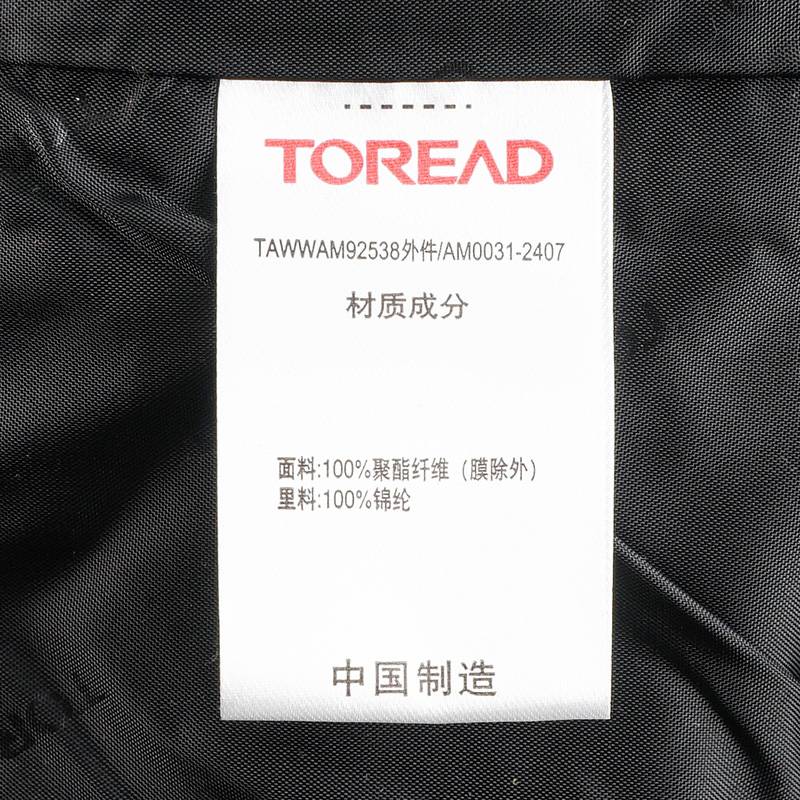 TOREAD
TAWWAM92538外件/AM0031-2407
材质成分
面料:100%聚酯纤维（膜除外）
里料:100%锦纶
中国制造